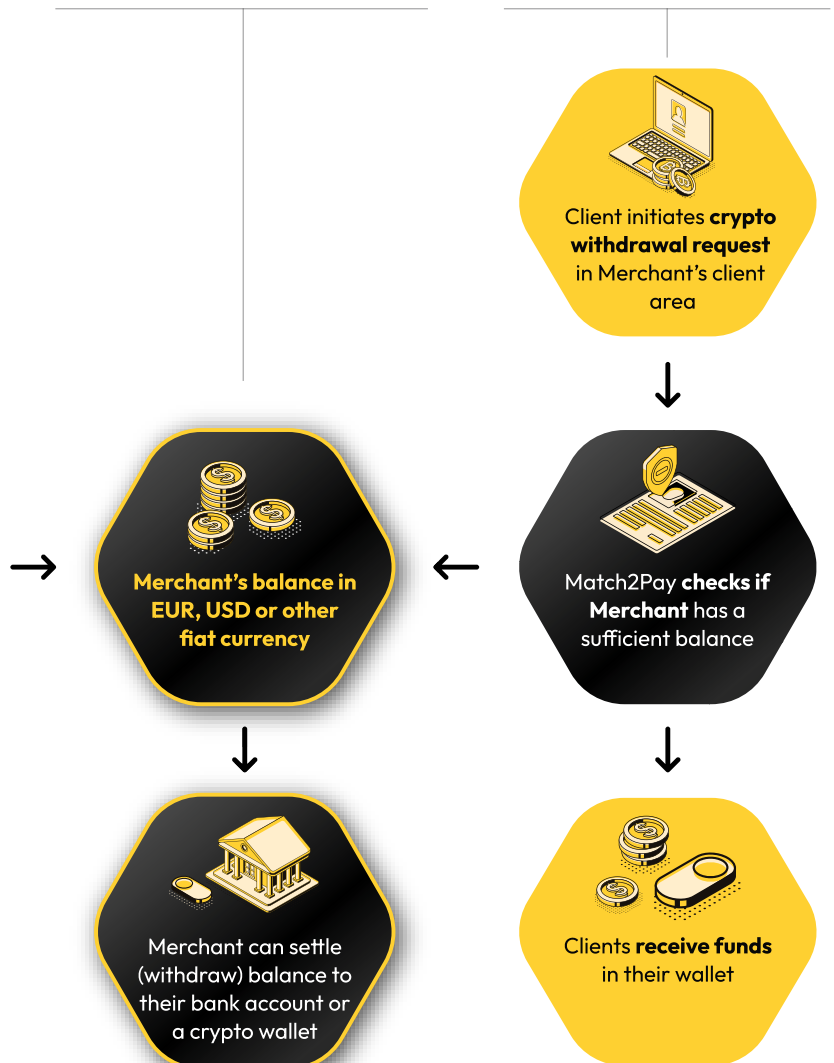 Client initiates crypto
withdrawal request
in Merchant’s client
area
Merchant’s balance in
EUR, USD or other
fiat currency
Match2Pay checks if
Merchant has a
sufficient balance
Merchant can settle
(withdraw) balance to
their bank account or
a crypto wallet
Clients receive funds
in their wallet